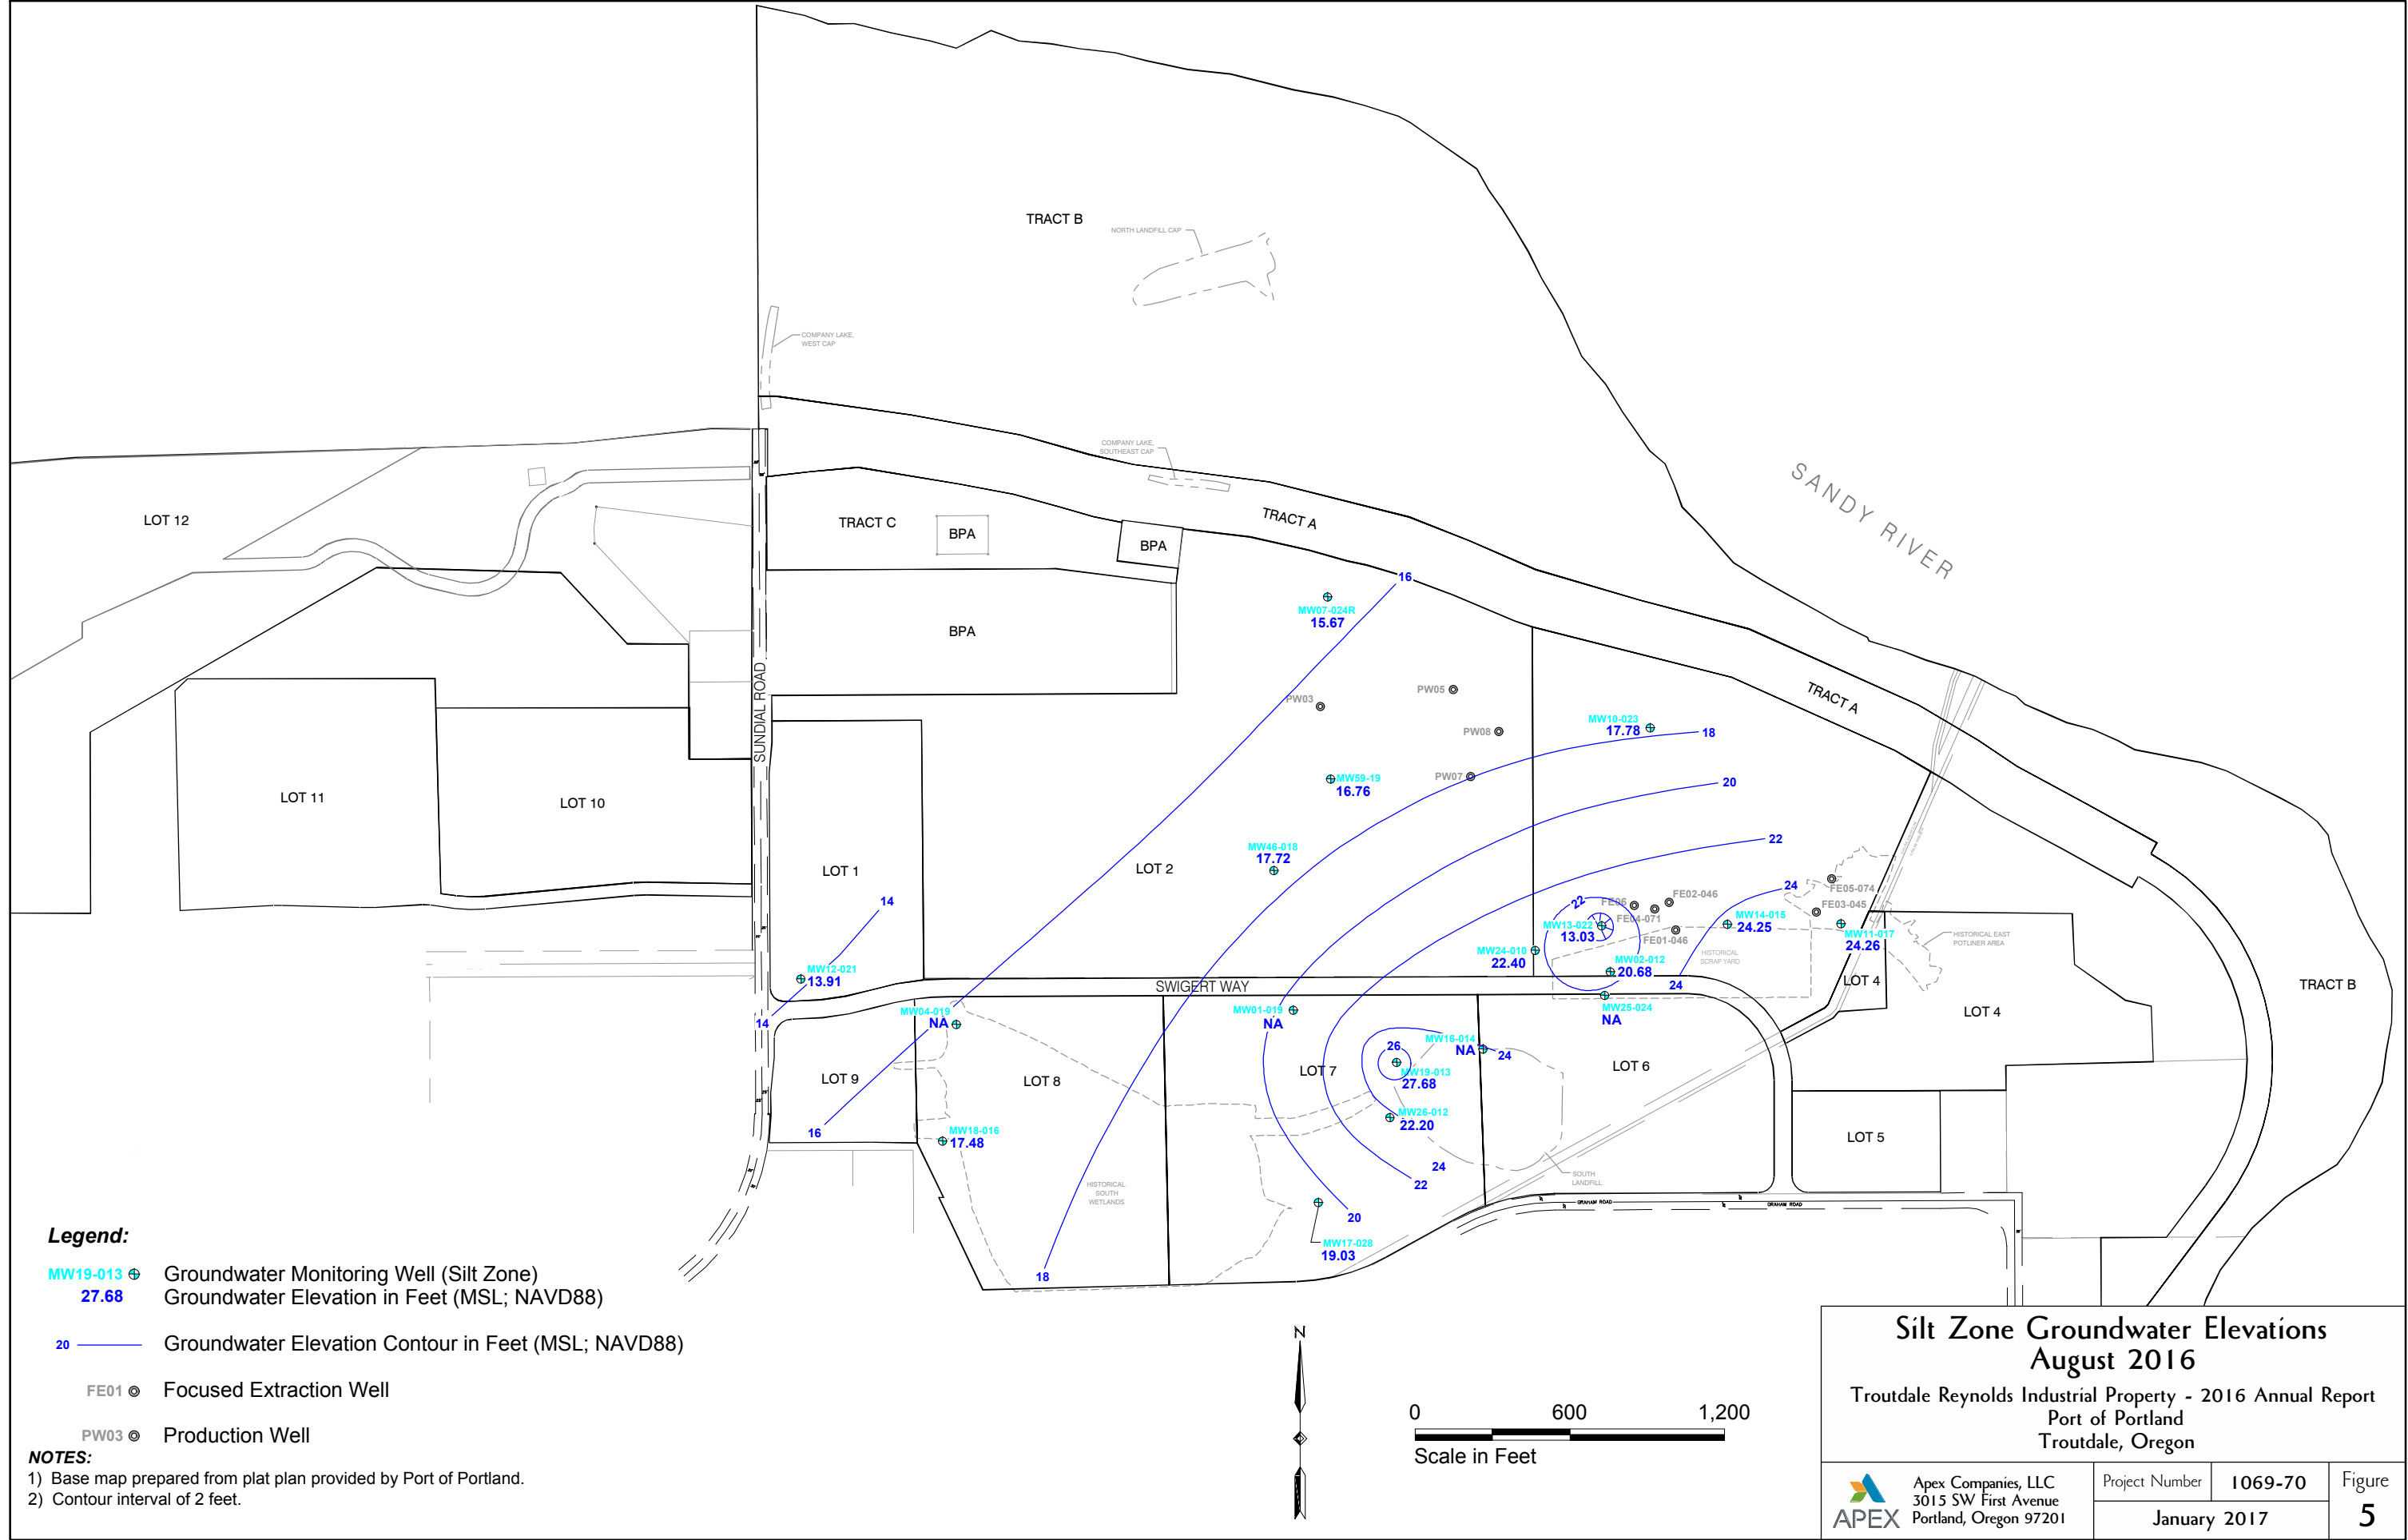 TRACT B
NORTH LANDFILL CAP
COMPANY LAKE,
WEST CAP
COMPANY LAKE,
SOUTHEAST CAP
SANDY RIVER
LOT 12
TRACT C
BPA
BPA
TRACT A
BPA
16
MW07-024R
15.67
SUNDIAL ROAD
PW03
PW05
PW08
PW07
MW10-023
17.78
18
TRACT A
MW59-19
16.76
20
LOT 11
LOT 10
LOT 1
LOT 2
MW46-018
17.72
22
14
24
22
FE06
FE02-046
FE04-071
FE01-046
FE05-074
FE03-045
MW13-022
13.03
MW14-015
24.25
MW11-017
24.26
HISTORICAL EAST
POTLINER AREA
HISTORICAL
SCRAP YARD
MW24-010
22.40
MW02-012
20.68
24
MW12-021
13.91
SWIGERT WAY
LOT 4
LOT 4
TRACT B
14
MW04-019
NA
MW01-019
NA
MW25-024
NA
MW16-014
NA
24
26
MW19-013
27.68
LOT 9
LOT 8
LOT 7
LOT 6
MW26-012
22.20
16
MW18-016
17.48
LOT 5
24
22
SOUTH
LANDFILL
HISTORICAL
SOUTH
WETLANDS
GRAHAM ROAD
GRAHAM ROAD
20
MW17-028
19.03
18
Legend:
MW19-013 Groundwater Monitoring Well (Silt Zone)
27.68 Groundwater Elevation in Feet (MSL; NAVD88)
20 Groundwater Elevation Contour in Feet (MSL; NAVD88)
FE01 Focused Extraction Well
PW03 Production Well
NOTES:
1) Base map prepared from plat plan provided by Port of Portland.
2) Contour interval of 2 feet.
N
0 600 1,200
Scale in Feet
Silt Zone Groundwater Elevations
August 2016
Troutdale Reynolds Industrial Property - 2016 Annual Report
Port of Portland
Troutdale, Oregon
APEX
Apex Companies, LLC
3015 SW First Avenue
Portland, Oregon 97201
Project Number 1069-70
January 2017
Figure
5